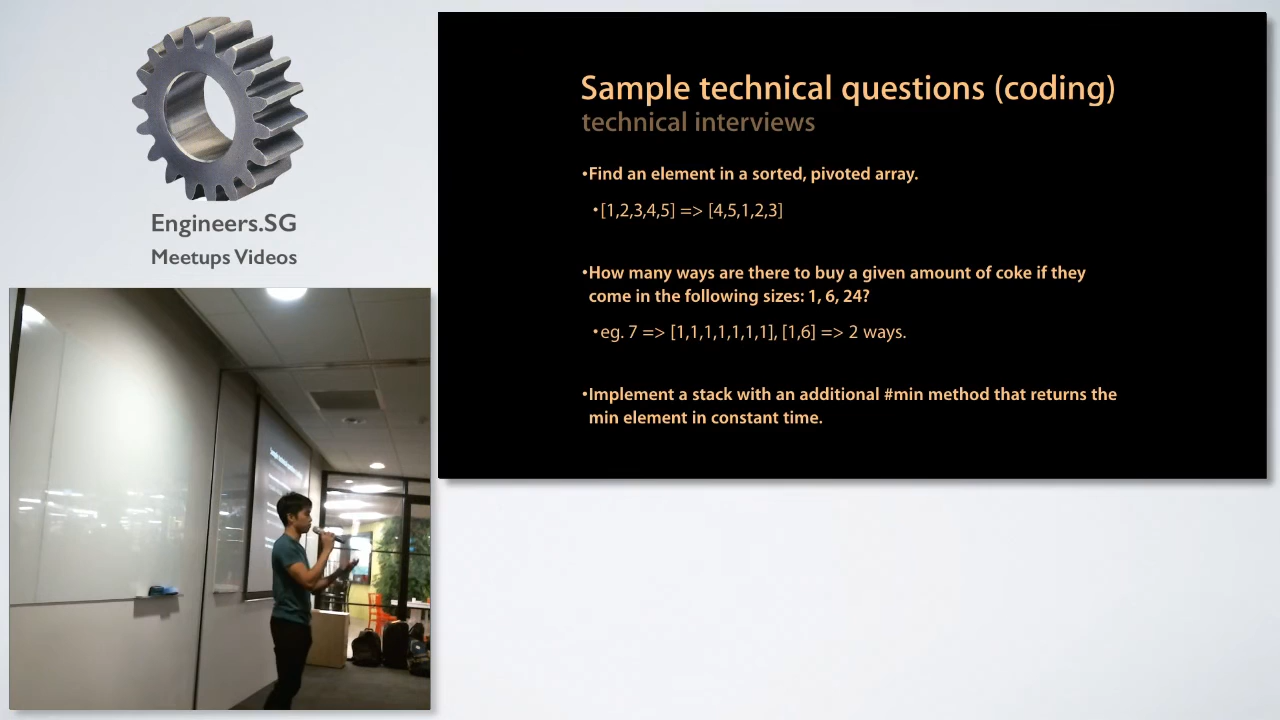 Engineers.SG
Meetups Videos
Sample technical questions (coding)
technical interviews
•Find an element in a sorted, pivoted array.
•[1,2,3,4,5] => [4,5,1,2,3]
•How many ways are there to buy a given amount of coke if they
come in the following sizes: 1, 6, 24?
•eg. 7 => [1,1,1,1,1,1,1], [1,6] => 2 ways.
•Implement a stack with an additional #min method that returns the
min element in constant time.